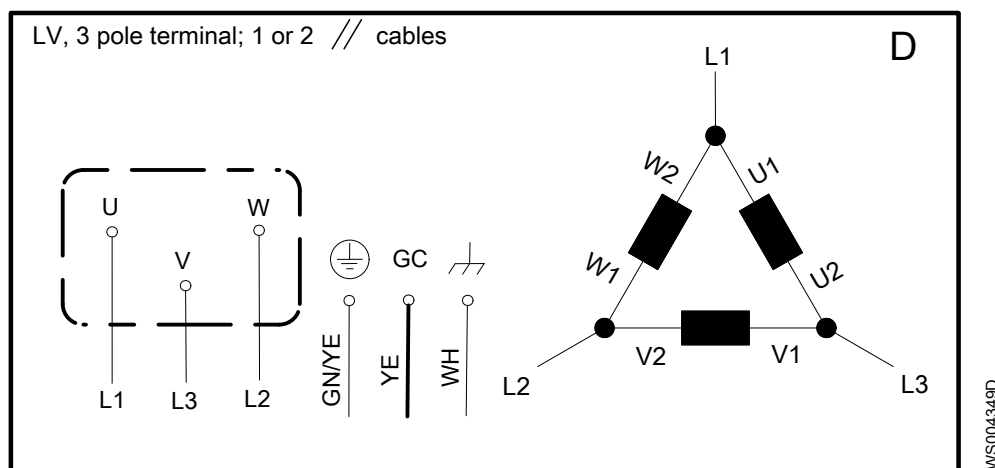 LV, 3 pole terminal; 1 or 2 // cables
D
U
W
V
GC
L1
L3
L2
GN/YE
YE
WH
L1
W2
U1
W1
U2
V2
V1
L2
L3
WS004349D